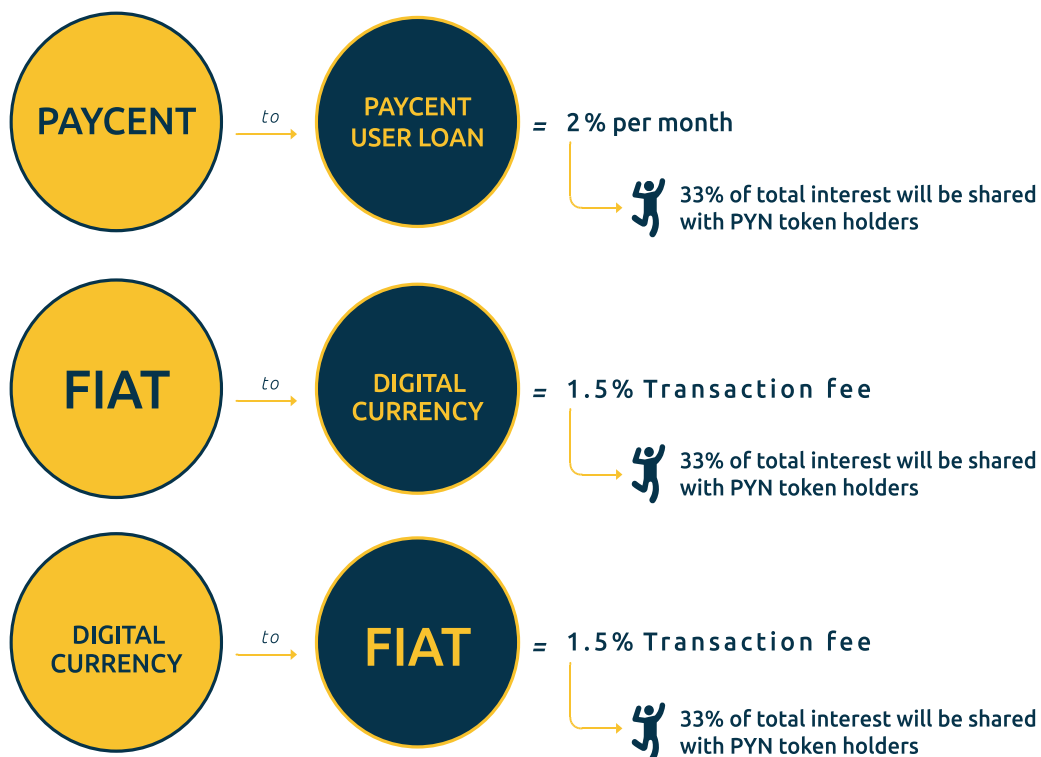 PAYCENT
to
PAYCENT
USER LOAN
= 2% per month
33% of total interest will be shared
with PYN token holders
FIAT
to
DIGITAL
CURRENCY
= 1.5% Transaction fee
33% of total interest will be shared
with PYN token holders
DIGITAL
CURRENCY
to
FIAT
= 1.5% Transaction fee
33% of total interest will be shared
with PYN token holders